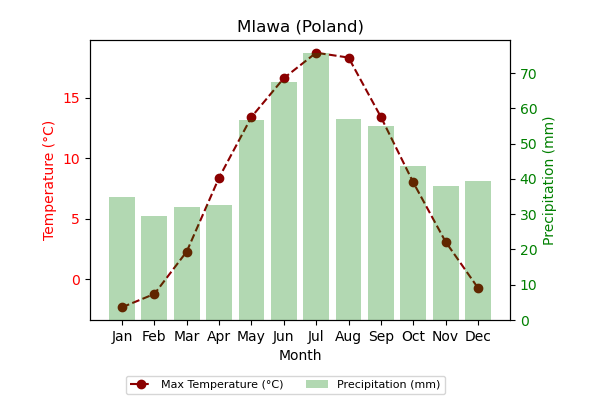 Mlawa (Poland)
Temperature (°C)
15
10
5
0
70
60
50
40
30
20
10
0
Precipitation (mm)
Jan Feb Mar Apr May Jun Jul Aug Sep Oct Nov Dec
Month
Max Temperature (°C) Precipitation (mm)